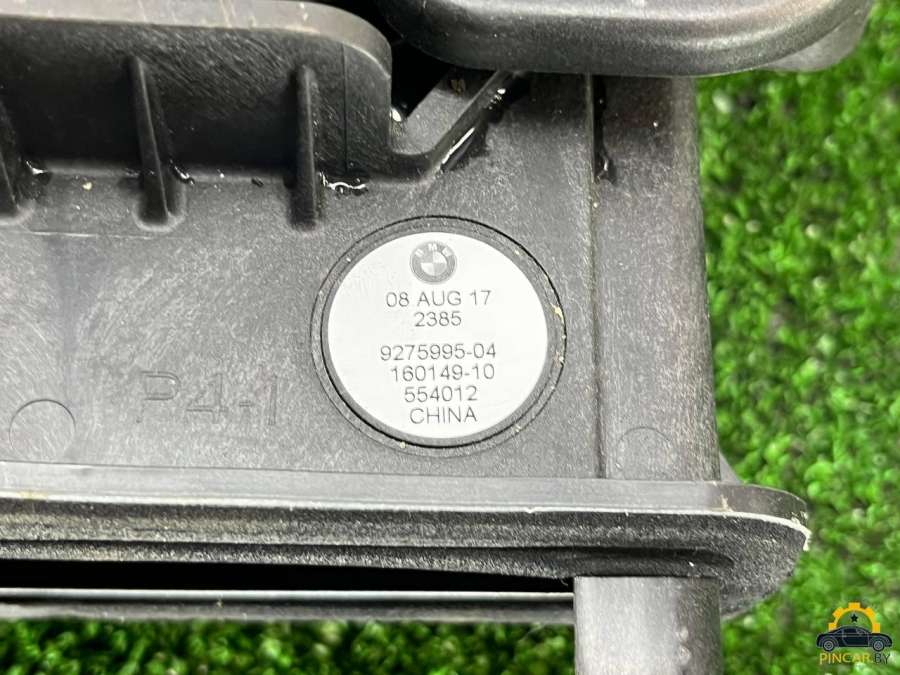 BMW
08 AUG 17
2385
9275995-04
160149-10
554012
CHINA
P4-1
PINCAR.BY